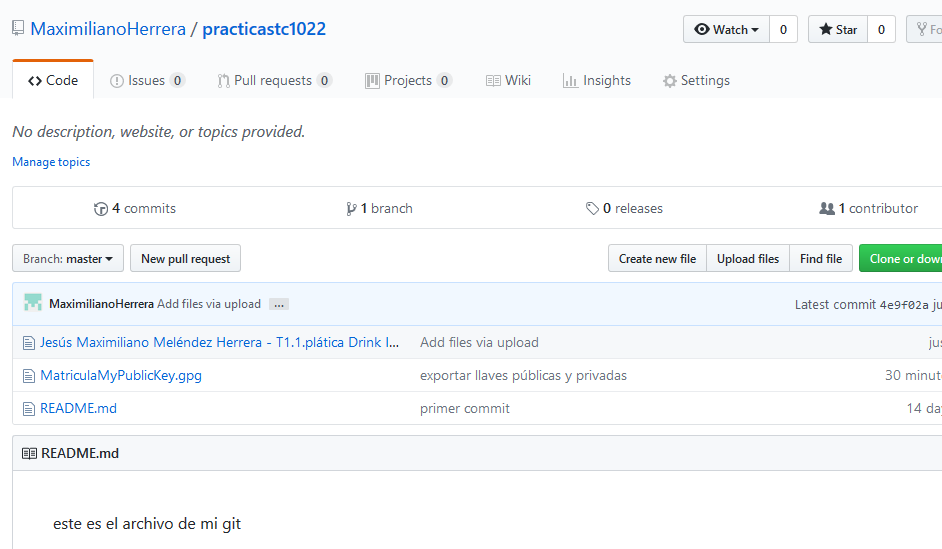 MaximilianoHerrera / practicastc1022 Watch 0 Star 0 Fo
Code Issues 0 Pull requests 0 Projects 0 Wiki Insights Settings
No description, website, or topics provided.
Manage topics
4 commits 1 branch 0 releases 1 contributor
Branch: master New pull request Create new file Upload files Find file Clone or down
MaximilianoHerrera Add files via upload ... Latest commit 4e9f02a ju
Jesús Maximiliano Meléndez Herrera - T1.1.plática Drink I... Add files via upload jus
MatriculaMyPublicKey.gpg exportar llaves públicas y privadas 30 minut
README.md primer commit 14 da
README.md
este es el archivo de mi git